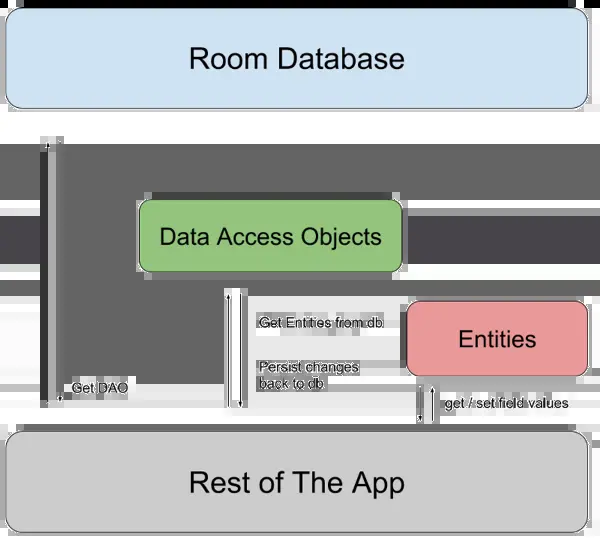 Room Database
Data Access Objects
Get Entities from db
Entities
Persist changes
back to db
Get DAO
get / set field values
Rest of The App